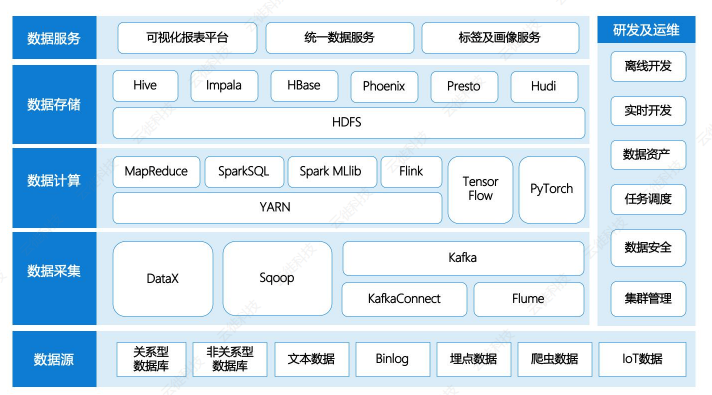 数据服务
可视化报表平台
统一数据服务
标签及画像服务
数据存储
Hive
Impala
HBase
Phoenix
Presto
Hudi
HDFS
数据计算
MapReduce
SparkSQL
Spark MLlib
Flink
YARN
Tensor
Flow
PyTorch
数据采集
DataX
Sqoop
Kafka
KafkaConnect
Flume
数据源
关系型
数据库
非关系型
数据库
文本数据
Binlog
埋点数据
爬虫数据
IoT数据
研发及运维
离线开发
实时开发
数据资产
任务调度
数据安全
集群管理